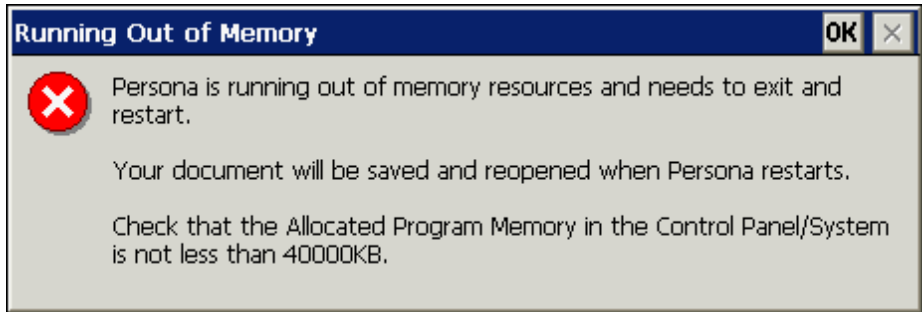 Running Out of Memory OK
Persona is running out of memory resources and needs to exit and
restart.
Your document will be saved and reopened when Persona restarts.
Check that the Allocated Program Memory in the Control Panel/System
is not less than 40000KB.